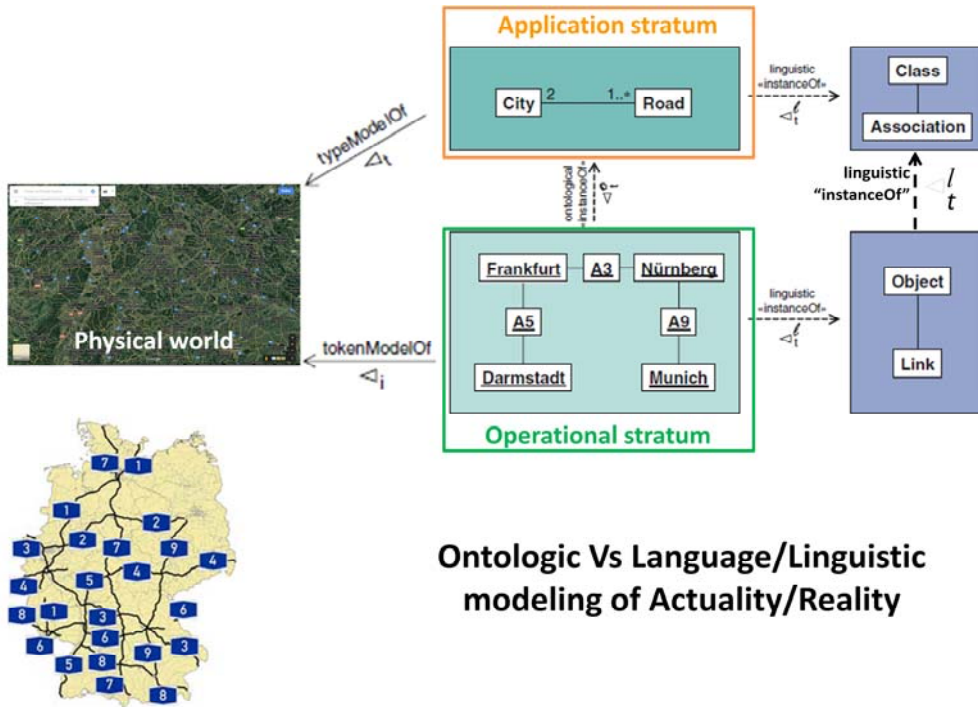 Application stratum
City
2
1..*
Road
linguistic
«instanceOf»
◁
l
t
Class
Association
typeModelOf
◁ t
ontological
«instanceOf»
◁
o
t
linguistic
“instanceOf”
◁
l
t
Physical world
tokenModelOf
◁ i
Frankfurt
A3
Nürnberg
A5
A9
Darmstadt
Munich
linguistic
«instanceOf»
◁
l
t
Object
Link
Operational stratum
7
1
1
2
3
2
7
9
4
4
5
4
8
1
3
6
6
6
3
5
8
9
7
8
Ontologic Vs Language/Linguistic
modeling of Actuality/Reality